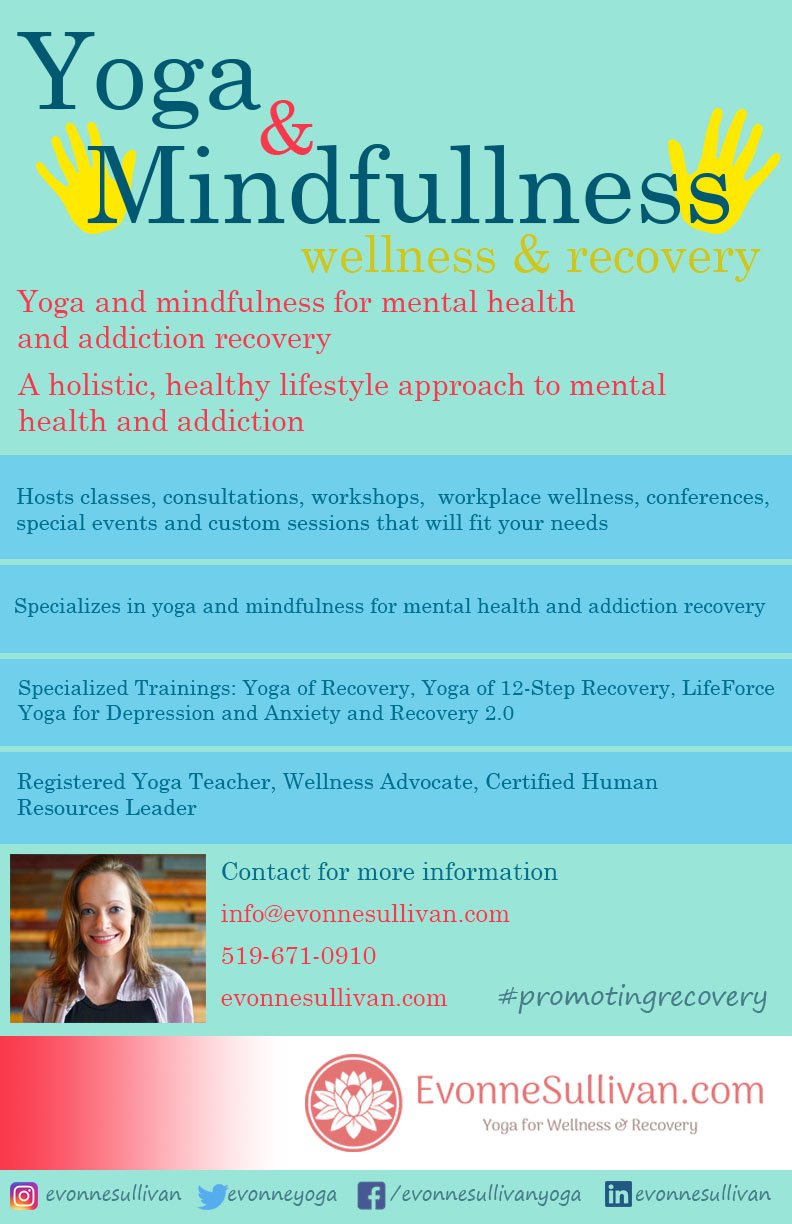 Yoga
&
Mindfullness
wellness & recovery
Yoga and mindfulness for mental health
and addiction recovery
A holistic, healthy lifestyle approach to mental
health and addiction
Hosts classes, consultations, workshops, workplace wellness, conferences,
special events and custom sessions that will fit your needs
Specializes in yoga and mindfulness for mental health and addiction recovery
Specialized Trainings: Yoga of Recovery, Yoga of 12-Step Recovery, LifeForce
Yoga for Depression and Anxiety and Recovery 2.0
Registered Yoga Teacher, Wellness Advocate, Certified Human
Resources Leader
Contact for more information
info@evonnesullivan.com
519-671-0910
evonnesullivan.com
#promotingrecovery
EvonneSullivan.com
Yoga for Wellness & Recovery
evonnesullivan evonneyoga /evonnesullivanyoga evonnesullivan